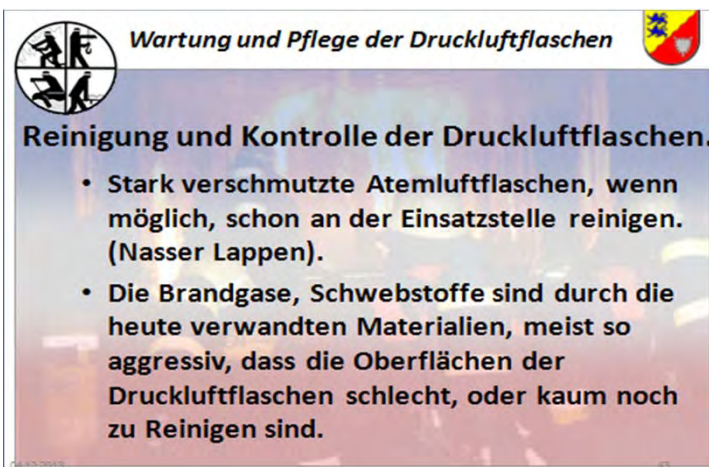 Wartung und Pflege der Druckluftflaschen
Reinigung und Kontrolle der Druckluftflaschen.
• Stark verschmutzte Atemluftflaschen, wenn
möglich, schon an der Einsatzstelle reinigen.
(Nasser Lappen).
• Die Brandgase, Schwebstoffe sind durch die
heute verwandten Materialien, meist so
aggressiv, dass die Oberflächen der
Druckluftflaschen schlecht, oder kaum noch
zu Reinigen sind.